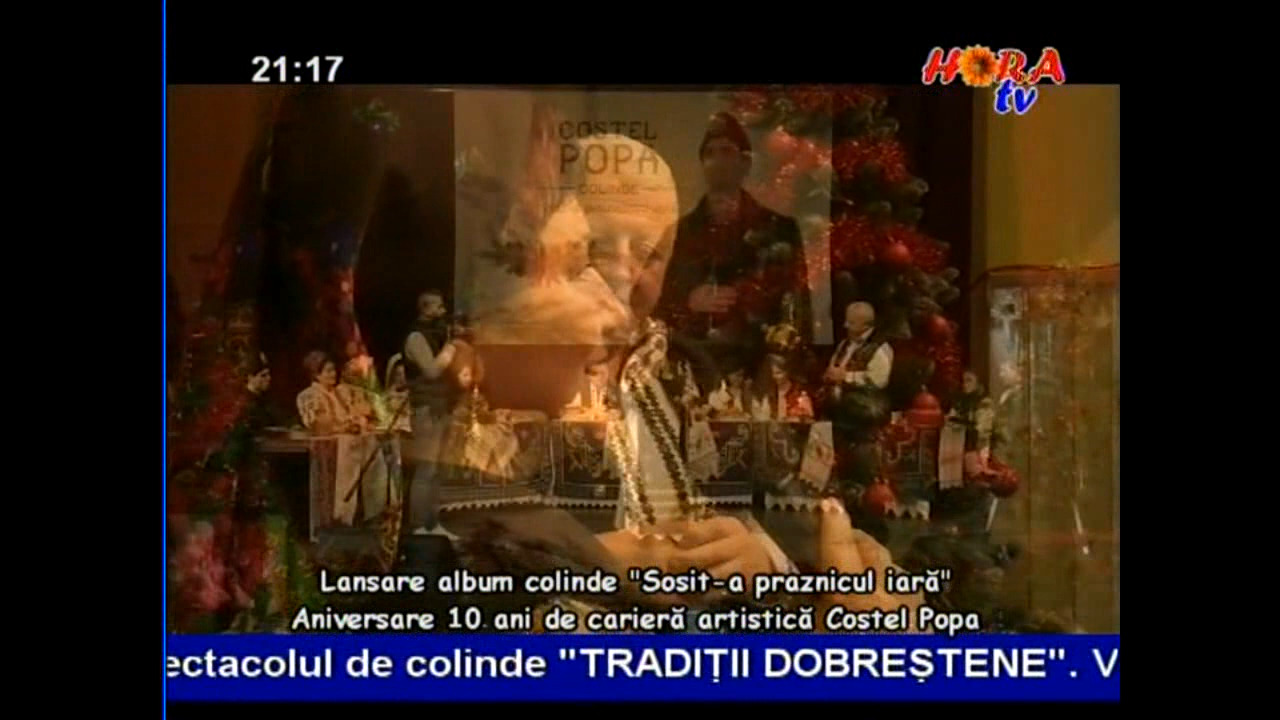 21:17
HORA
tv
COSTEL
POPA
COLINDE
Lansare album colinde "Sosit-a praznicul iară"
Aniversare 10 ani de carieră artistică Costel Popa
ectacolul de colinde "TRADIȚII DOBREȘTENE". V